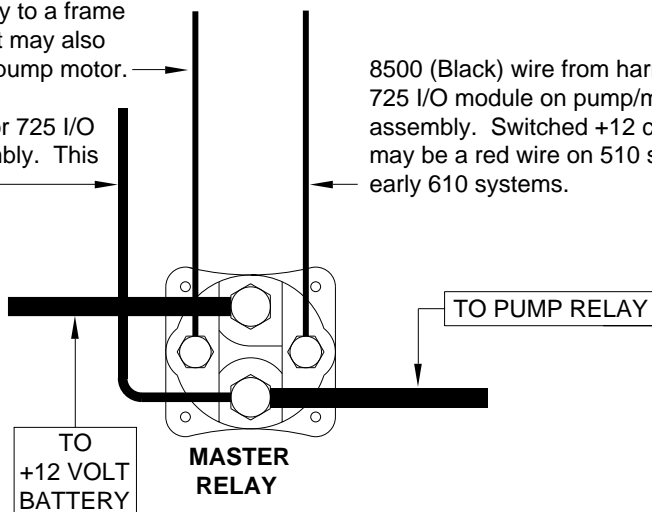 y to a frame
t may also
pump motor.
or 725 I/O
bly. This
8500 (Black) wire from har
725 I/O module on pump/m
assembly. Switched +12
may be a red wire on 510 s
early 610 systems.
TO PUMP RELAY
TO
+12 VOLT
BATTERY
MASTER
RELAY